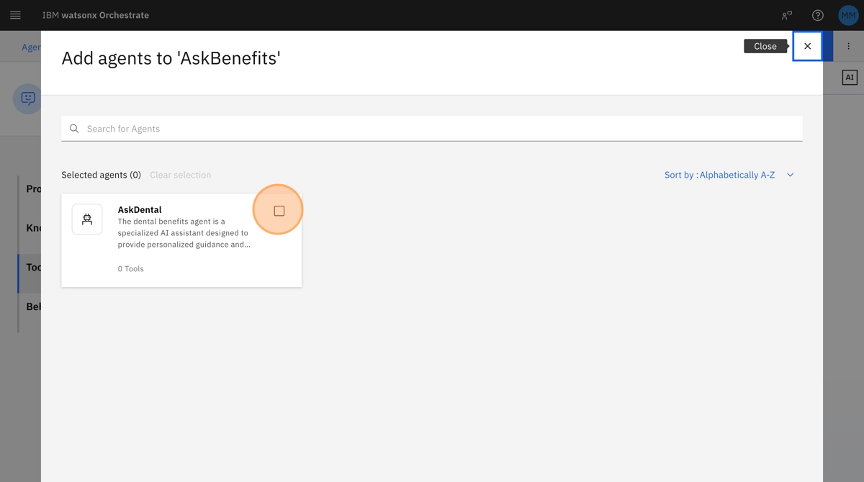 IBM watsonx Orchestrate
MM
Agen
Close
Add agents to 'AskBenefits'
AI
Search for Agents
Selected agents (0) Clear selection
Sort by : Alphabetically A-Z
Pro
AskDental
The dental benefits agent is a
specialized AI assistant designed to
provide personalized guidance and...
Kno
0 Tools
Too
Bel